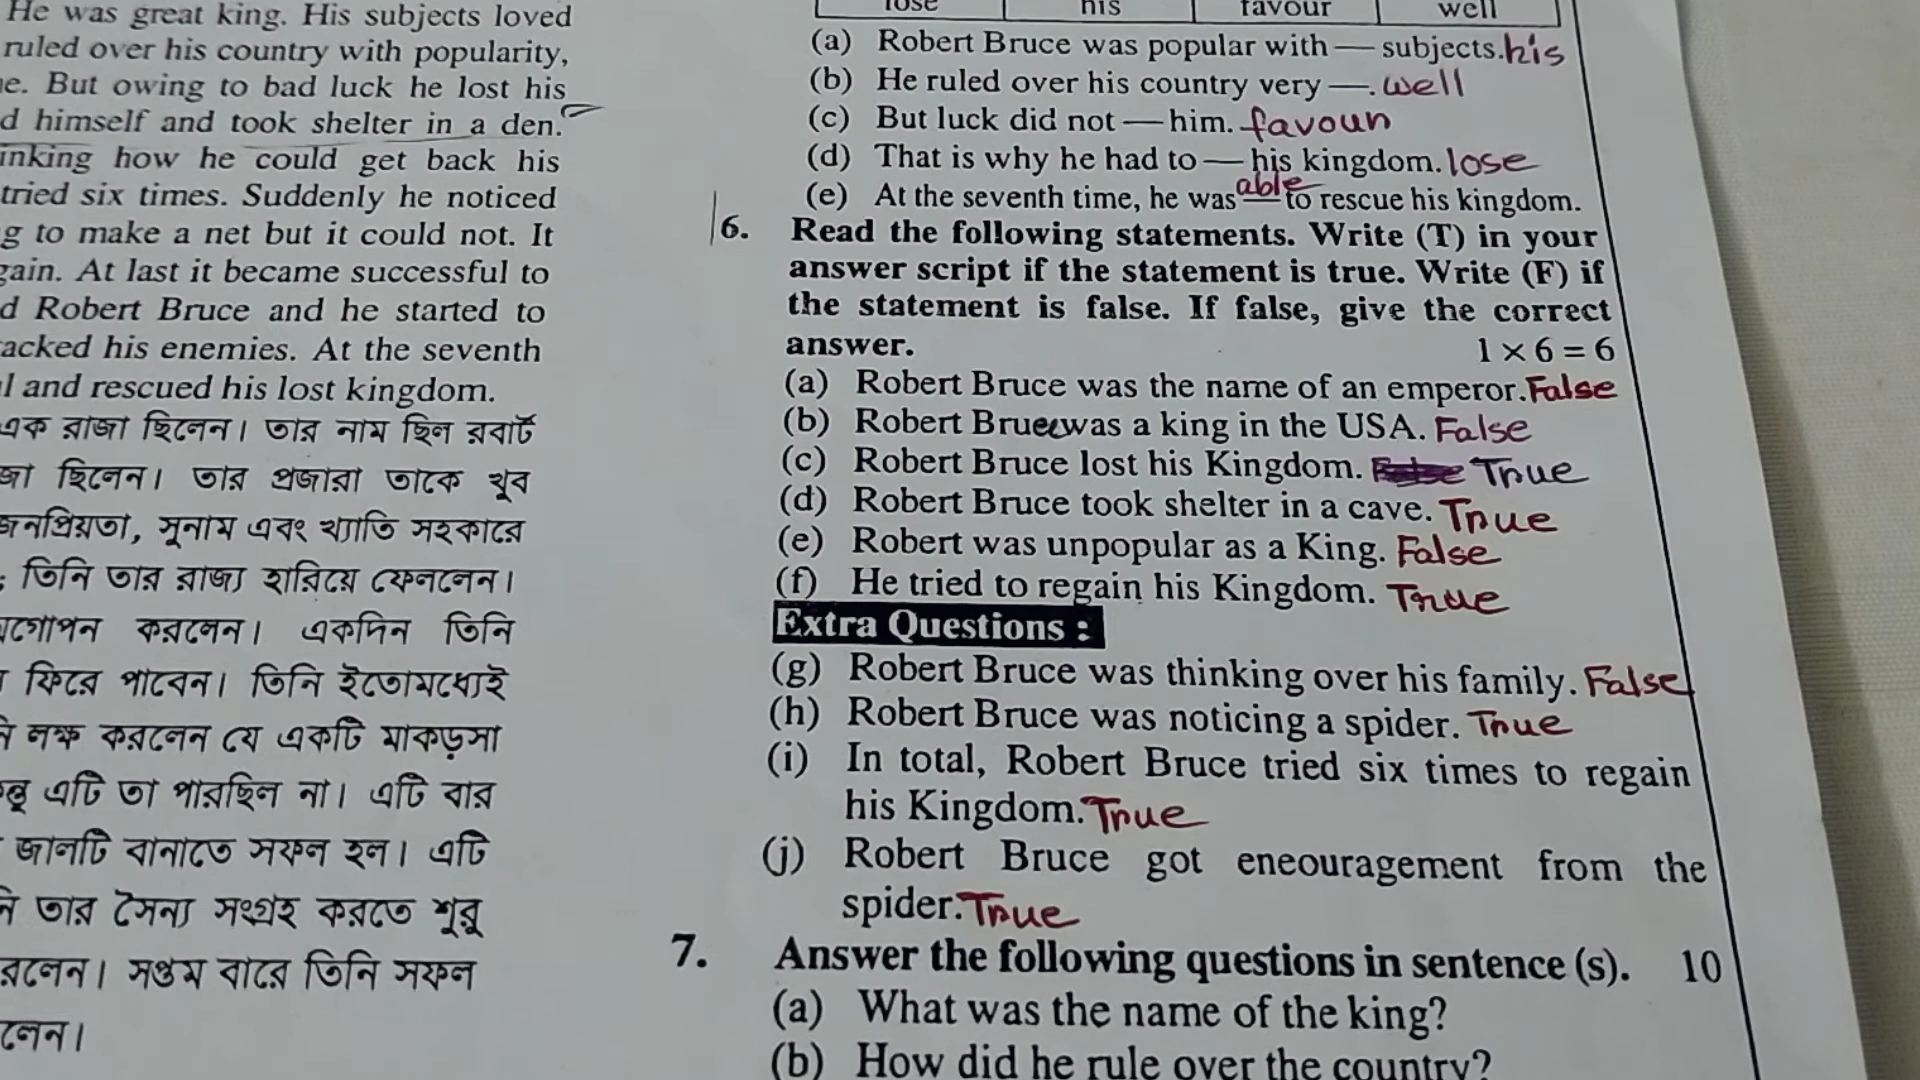 He was great king. His subjects loved
ruled over his country with popularity,
e. But owing to bad luck he lost his
d himself and took shelter in a den.
inking how he could get back his
tried six times. Suddenly he noticed
g to make a net but it could not. It
gain. At last it became successful to
d Robert Bruce and he started to
acked his enemies. At the seventh
l and rescued his lost kingdom.
এক রাজা ছিলেন। তার নাম ছিল রবার্ট
জা ছিলেন। তার প্রজারা তাকে খুব
জনপ্রিয়তা, সুনাম এবং খ্যাতি সহকারে
তিনি তার রাজ্য হারিয়ে ফেললেন।
গোপন করলেন। একদিন তিনি
ফিরে পাবেন। তিনি ইতোমধ্যেই
লক্ষ করলেন যে একটি মাকড়সা
এটি তা পারছিল না। এটি বার
জালটি বানাতে সফল হল। এটি
তার সৈন্য সংগ্রহ করতে শুরু
রলেন। সপ্তম বারে তিনি সফল
লেন।
lose his favour well
(a) Robert Bruce was popular with — subjects. his
(b) He ruled over his country very —. well
(c) But luck did not — him. favour
(d) That is why he had to — his kingdom. lose
(e) At the seventh time, he was able — to rescue his kingdom.
6. Read the following statements. Write (T) in your
answer script if the statement is true. Write (F) if
the statement is false. If false, give the correct
answer. 1 × 6 = 6
(a) Robert Bruce was the name of an emperor. False
(b) Robert Bruce was a king in the USA. False
(c) Robert Bruce lost his Kingdom. True
(d) Robert Bruce took shelter in a cave. True
(e) Robert was unpopular as a King. False
(f) He tried to regain his Kingdom. True
Extra Questions :
(g) Robert Bruce was thinking over his family. False
(h) Robert Bruce was noticing a spider. True
(i) In total, Robert Bruce tried six times to regain
his Kingdom. True
(j) Robert Bruce got eneouragement from the
spider. True
7. Answer the following questions in sentence (s). 10
(a) What was the name of the king?
(b) How did he rule over the country?